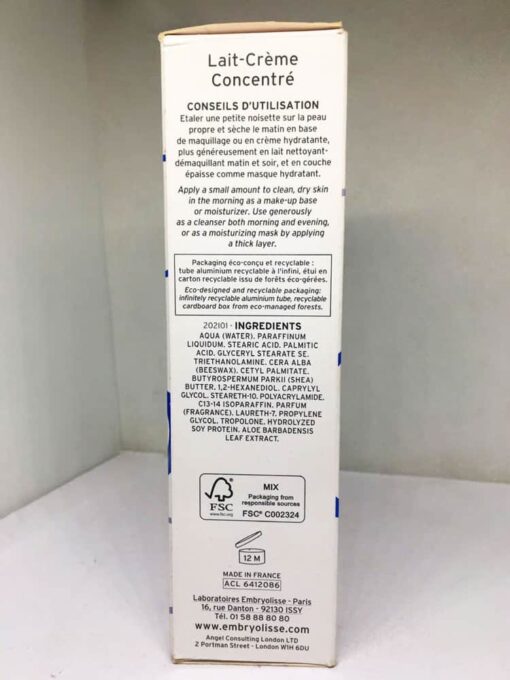 Lait-Crème
Concentré
CONSEILS D'UTILISATION
Etaler une petite noisette sur la peau
propre et sèche le matin en base
de maquillage ou en crème hydratante,
plus généreusement en lait nettoyant-
démaquillant matin et soir, et en couche
épaisse comme masque hydratant.
Apply a small amount to clean, dry skin
in the morning as a make-up base
or moisturizer. Use generously
as a cleanser both morning and evening,
or as a moisturizing mask by applying
a thick layer.
Packaging éco-conçu et recyclable :
tube aluminium recyclable à l'infini, étui en
carton recyclable issu de forêts éco-gérées.
Eco-designed and recyclable packaging:
infinitely recyclable aluminium tube, recyclable
cardboard box from eco-managed forests.
202101 · INGREDIENTS
AQUA (WATER). PARAFFINUM
LIQUIDUM. STEARIC ACID. PALMITIC
ACID. GLYCERYL STEARATE SE.
TRIETHANOLAMINE. CERA ALBA
(BEESWAX). CETYL PALMITATE.
BUTYROSPERMUM PARKII (SHEA)
BUTTER. 1,2-HEXANEDIOL. CAPRYLYL
GLYCOL. STEARETH-10. POLYACRYLAMIDE.
C13-14 ISOPARAFFIN. PARFUM
(FRAGRANCE). LAURETH-7. PROPYLENE
GLYCOL. TROPOLONE. HYDROLYZED
SOY PROTEIN. ALOE BARBADENSIS
LEAF EXTRACT.
FSC
www.fsc.org
MIX
Packaging from
responsible sources
FSC® C002324
12 M
MADE IN FRANCE
ACL 6412086
Laboratoires Embryolisse - Paris
16, rue Danton - 92130 ISSY
Tél. 01 58 88 80 80
www.embryolisse.com
Angel Consulting London LTD
2 Portman Street - London W1H 6DU